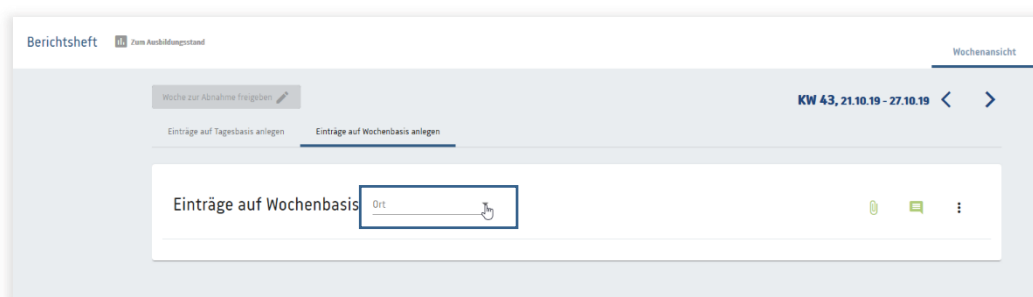 Berichtsheft Zum Ausbildungsstand
Wochenansicht
Woche zur Abnahme freigeben
KW 43, 21.10.19 - 27.10.19
Einträge auf Tagesbasis anlegen Einträge auf Wochenbasis anlegen
Einträge auf Wochenbasis Ort